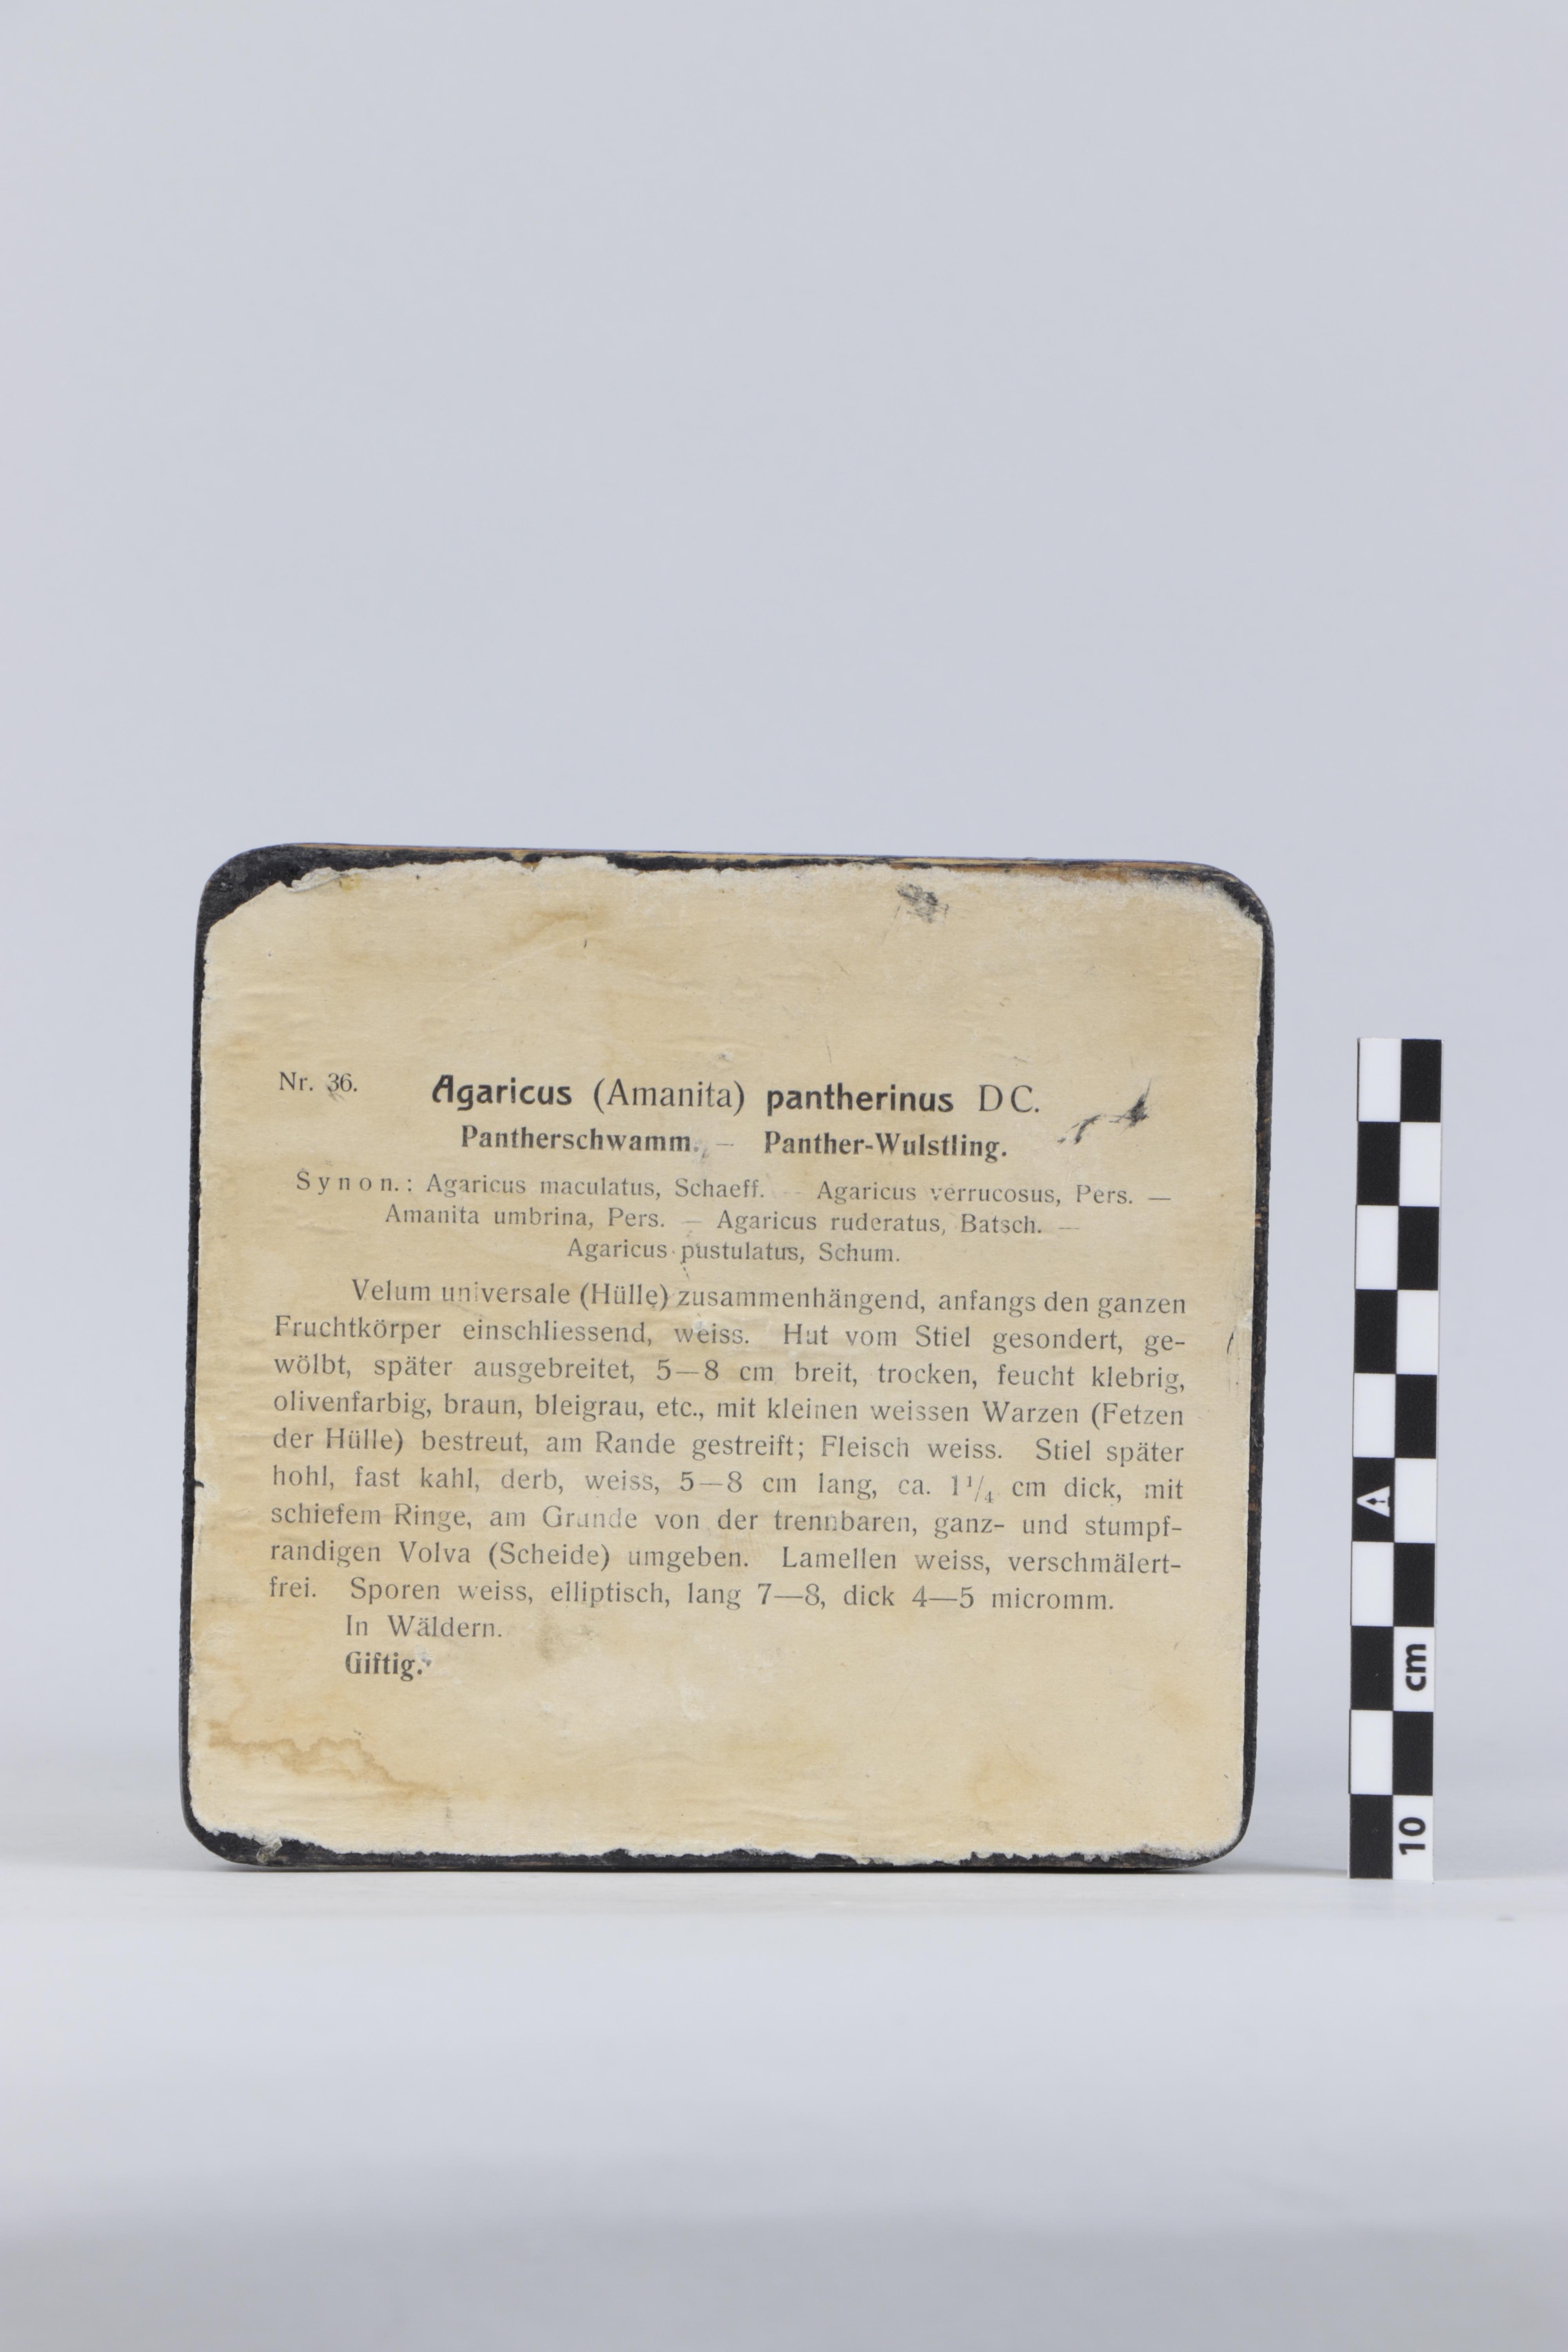 Nr. 36.
Agaricus (Amanita) pantherinus DC.
Pantherschwamm. — Panther-Wulstling.
Synon.: Agaricus maculatus, Schaeff. — Agaricus verrucosus, Pers. —
Amanita umbrina, Pers. — Agaricus ruderatus, Batsch. —
Agaricus pustulatus, Schum.
Velum universale (Hülle) zusammenhängend, anfangs den ganzen
Fruchtkörper einschliessend, weiss. Hut vom Stiel gesondert, ge-
wölbt, später ausgebreitet, 5—8 cm breit, trocken, feucht klebrig,
olivenfarbig, braun, bleigrau, etc., mit kleinen weissen Warzen (Fetzen
der Hülle) bestreut, am Rande gestreift; Fleisch weiss. Stiel später
hohl, fast kahl, derb, weiss, 5—8 cm lang, ca. 1 1/4 cm dick, mit
schiefem Ringe, am Grunde von der trennbaren, ganz- und stumpf-
randigen Volva (Scheide) umgeben. Lamellen weiss, verschmälert-
frei. Sporen weiss, elliptisch, lang 7—8, dick 4—5 micromm.
In Wäldern.
Giftig.
cm
10